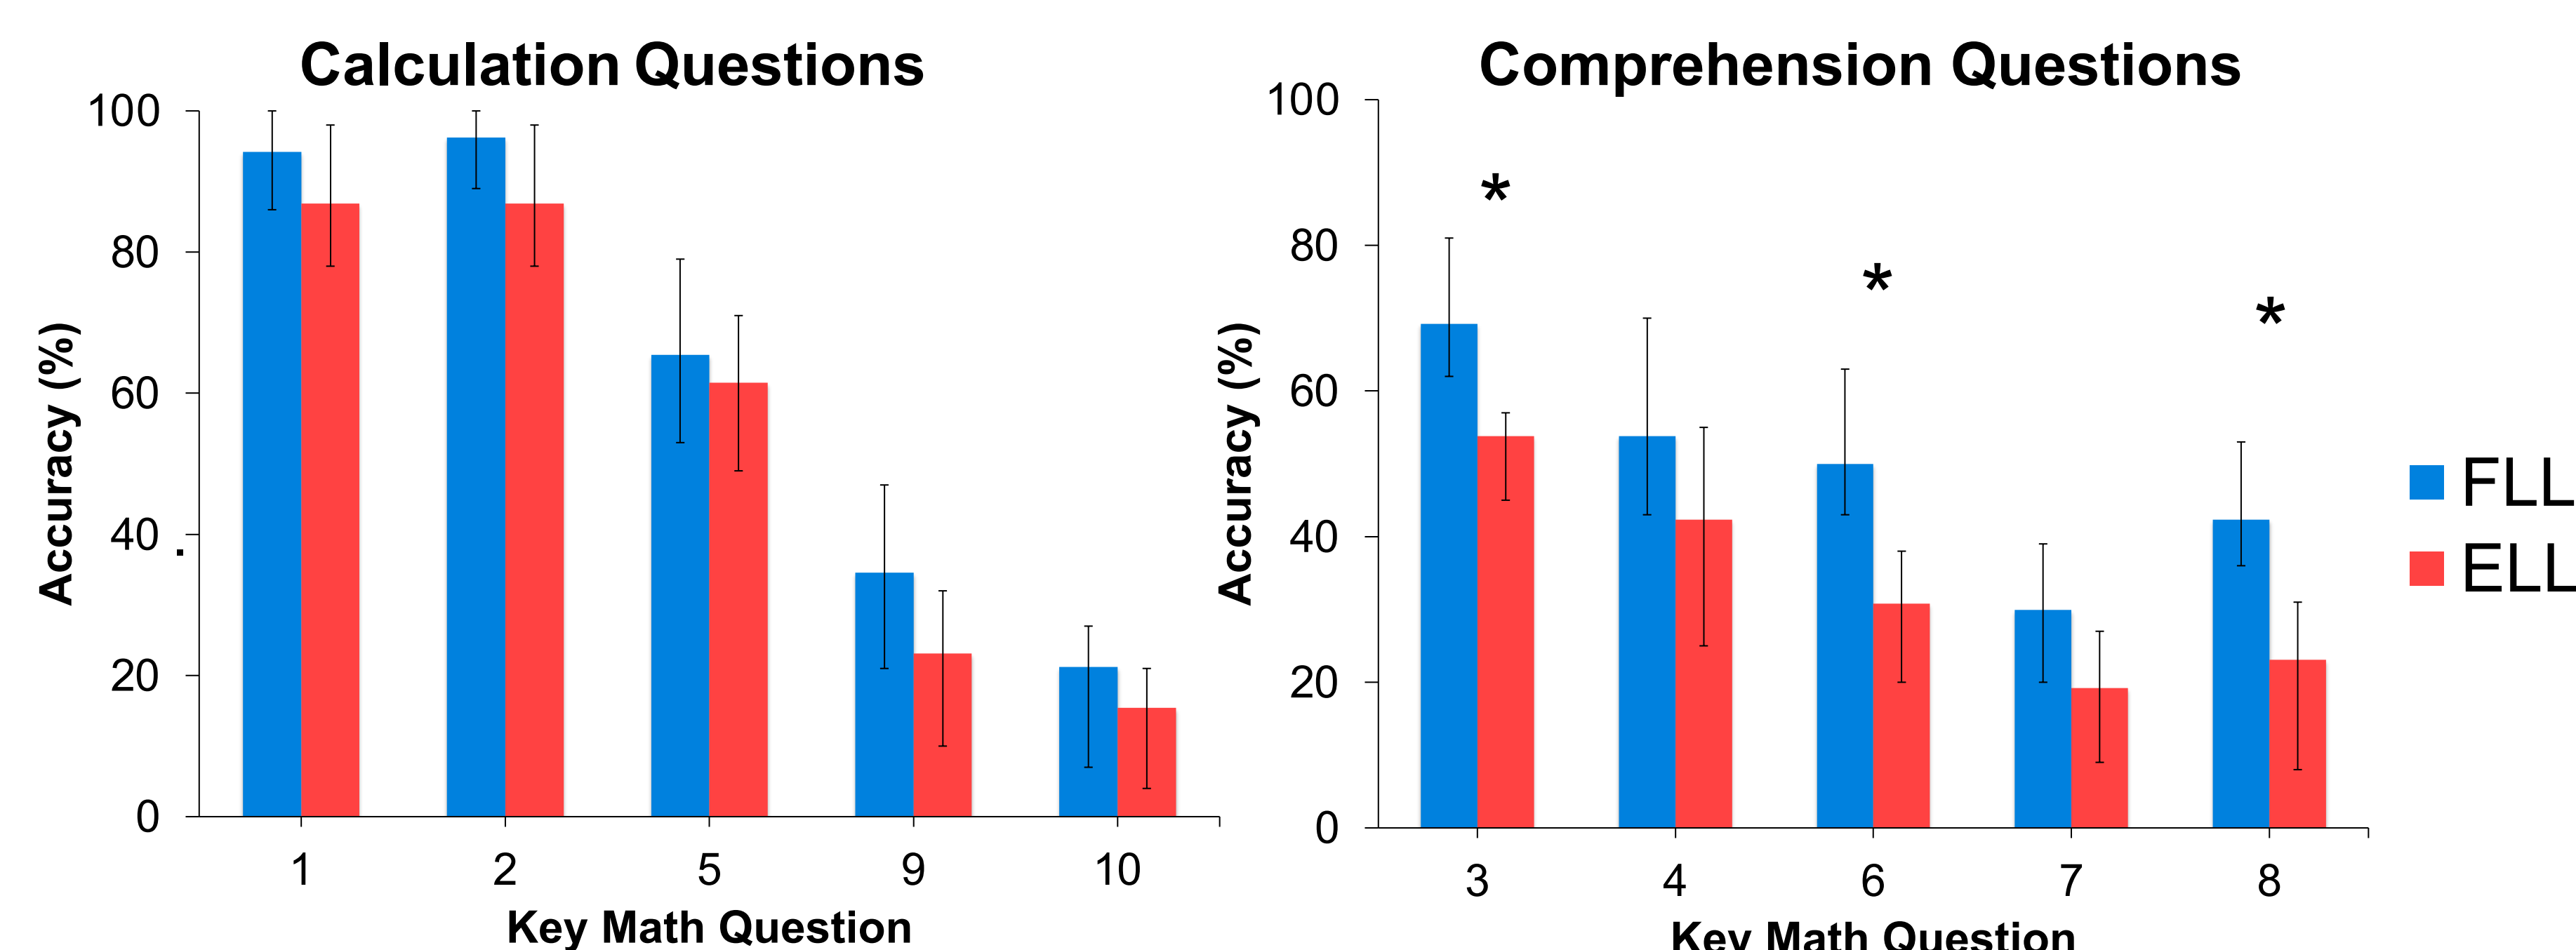 Calculation Questions
Accuracy (%)
100
80
60
40 .
20
0
1 2 5 9 10
Key Math Question
Comprehension Questions
Accuracy (%)
100
80
60
40
20
0
*
*
*
3 4 6 7 8
Key Math Question
FLL
ELL